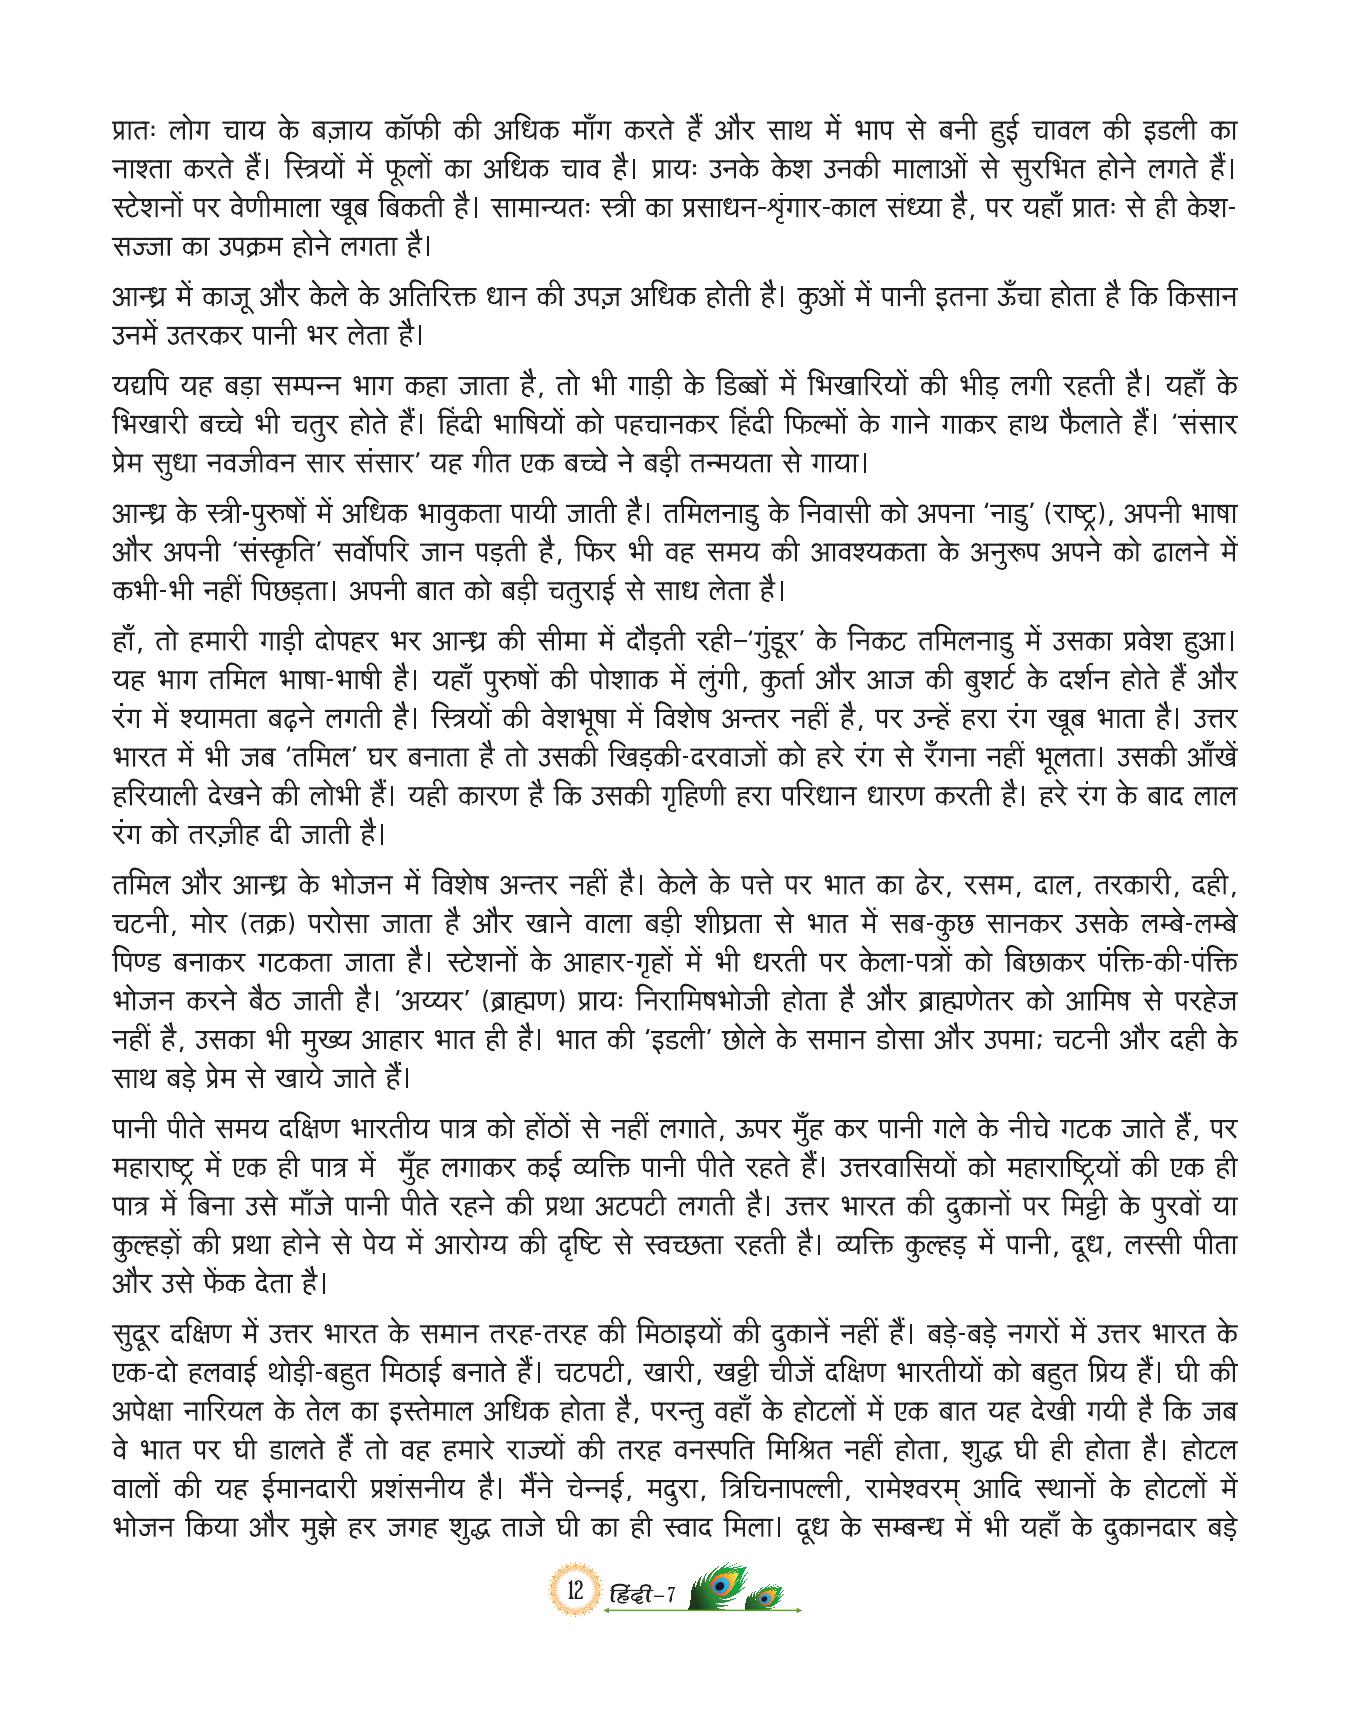 प्रातः लोग चाय के बज़ाय कॉफी की अधिक माँग करते हैं और साथ में भाप से बनी हुई चावल की इडली का
नाश्ता करते हैं। स्त्रियों में फूलों का अधिक चाव है। प्रायः उनके केश उनकी मालाओं से सुरभित होने लगते हैं।
स्टेशनों पर वेणीमाला खूब बिकती है। सामान्यतः स्त्री का प्रसाधन-शृंगार-काल संध्या है, पर यहाँ प्रातः से ही केश-
सज्जा का उपक्रम होने लगता है।
आन्ध्र में काजू और केले के अतिरिक्त धान की उपज़ अधिक होती है। कुओं में पानी इतना ऊँचा होता है कि किसान
उनमें उतरकर पानी भर लेता है।
यद्यपि यह बड़ा सम्पन्न भाग कहा जाता है, तो भी गाड़ी के डिब्बों में भिखारियों की भीड़ लगी रहती है। यहाँ के
भिखारी बच्चे भी चतुर होते हैं। हिंदी भाषियों को पहचानकर हिंदी फिल्मों के गाने गाकर हाथ फैलाते हैं। ‘संसार
प्रेम सुधा नवजीवन सार संसार’ यह गीत एक बच्चे ने बड़ी तन्मयता से गाया।
आन्ध्र के स्त्री-पुरुषों में अधिक भावुकता पायी जाती है। तमिलनाडु के निवासी को अपना ‘नाडु’ (राष्ट्र), अपनी भाषा
और अपनी ‘संस्कृति’ सर्वोपरि जान पड़ती है, फिर भी वह समय की आवश्यकता के अनुरूप अपने को ढालने में
कभी-भी नहीं पिछड़ता। अपनी बात को बड़ी चतुराई से साध लेता है।
हाँ, तो हमारी गाड़ी दोपहर भर आन्ध्र की सीमा में दौड़ती रही–‘गुंडूर’ के निकट तमिलनाडु में उसका प्रवेश हुआ।
यह भाग तमिल भाषा-भाषी है। यहाँ पुरुषों की पोशाक में लुंगी, कुर्ता और आज की बुशर्ट के दर्शन होते हैं और
रंग में श्यामता बढ़ने लगती है। स्त्रियों की वेशभूषा में विशेष अन्तर नहीं है, पर उन्हें हरा रंग खूब भाता है। उत्तर
भारत में भी जब ‘तमिल’ घर बनाता है तो उसकी खिड़की-दरवाजों को हरे रंग से रँगना नहीं भूलता। उसकी आँखें
हरियाली देखने की लोभी हैं। यही कारण है कि उसकी गृहिणी हरा परिधान धारण करती है। हरे रंग के बाद लाल
रंग को तरज़ीह दी जाती है।
तमिल और आन्ध्र के भोजन में विशेष अन्तर नहीं है। केले के पत्ते पर भात का ढेर, रसम, दाल, तरकारी, दही,
चटनी, मोर (तक्र) परोसा जाता है और खाने वाला बड़ी शीघ्रता से भात में सब-कुछ सानकर उसके लम्बे-लम्बे
पिण्ड बनाकर गटकता जाता है। स्टेशनों के आहार-गृहों में भी धरती पर केला-पत्रों को बिछाकर पंक्ति-की-पंक्ति
भोजन करने बैठ जाती है। ‘अय्यर’ (ब्राह्मण) प्रायः निरामिषभोजी होता है और ब्राह्मणेतर को आमिष से परहेज
नहीं है, उसका भी मुख्य आहार भात ही है। भात की ‘इडली’ छोले के समान डोसा और उपमा; चटनी और दही के
साथ बड़े प्रेम से खाये जाते हैं।
पानी पीते समय दक्षिण भारतीय पात्र को होंठों से नहीं लगाते, ऊपर मुँह कर पानी गले के नीचे गटक जाते हैं, पर
महाराष्ट्र में एक ही पात्र में मुँह लगाकर कई व्यक्ति पानी पीते रहते हैं। उत्तरवासियों को महाराष्ट्रियों की एक ही
पात्र में बिना उसे माँजे पानी पीते रहने की प्रथा अटपटी लगती है। उत्तर भारत की दुकानों पर मिट्टी के पुरवों या
कुल्हड़ों की प्रथा होने से पेय में आरोग्य की दृष्टि से स्वच्छता रहती है। व्यक्ति कुल्हड़ में पानी, दूध, लस्सी पीता
और उसे फेंक देता है।
सुदूर दक्षिण में उत्तर भारत के समान तरह-तरह की मिठाइयों की दुकानें नहीं हैं। बड़े-बड़े नगरों में उत्तर भारत के
एक-दो हलवाई थोड़ी-बहुत मिठाई बनाते हैं। चटपटी, खारी, खट्टी चीजें दक्षिण भारतीयों को बहुत प्रिय हैं। घी की
अपेक्षा नारियल के तेल का इस्तेमाल अधिक होता है, परन्तु वहाँ के होटलों में एक बात यह देखी गयी है कि जब
वे भात पर घी डालते हैं तो वह हमारे राज्यों की तरह वनस्पति मिश्रित नहीं होता, शुद्ध घी ही होता है। होटल
वालों की यह ईमानदारी प्रशंसनीय है। मैंने चेन्नई, मदुरा, त्रिचिनापल्ली, रामेश्वरम् आदि स्थानों के होटलों में
भोजन किया और मुझे हर जगह शुद्ध ताजे घी का ही स्वाद मिला। दूध के सम्बन्ध में भी यहाँ के दुकानदार बड़े
12 हिंदी–7